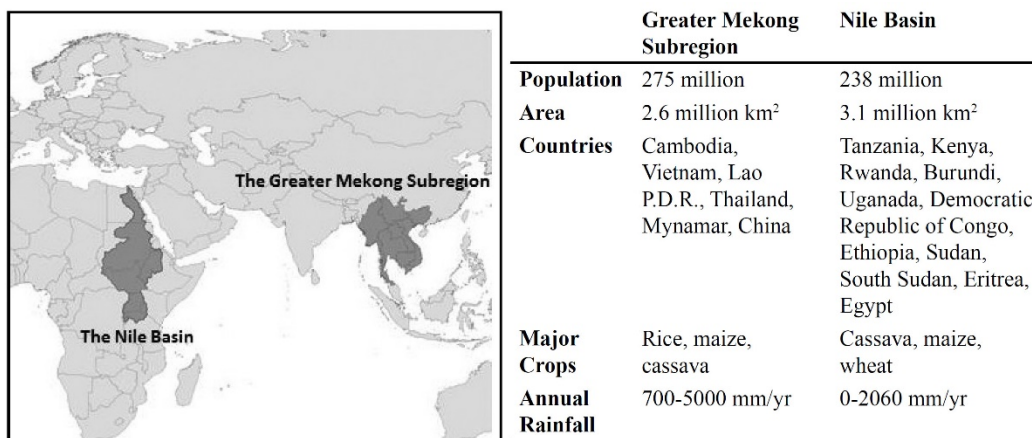 The Greater Mekong Subregion
The Nile Basin
Greater Mekong Nile Basin
Subregion
Population 275 million 238 million
Area 2.6 million km² 3.1 million km²
Countries Cambodia, Tanzania, Kenya,
Vietnam, Lao Rwanda, Burundi,
P.D.R., Thailand, Uganada, Democratic
Mynamar, China Republic of Congo,
Ethiopia, Sudan,
South Sudan, Eritrea,
Egypt
Major Rice, maize, Cassava, maize,
Crops cassava wheat
Annual 700-5000 mm/yr 0-2060 mm/yr
Rainfall